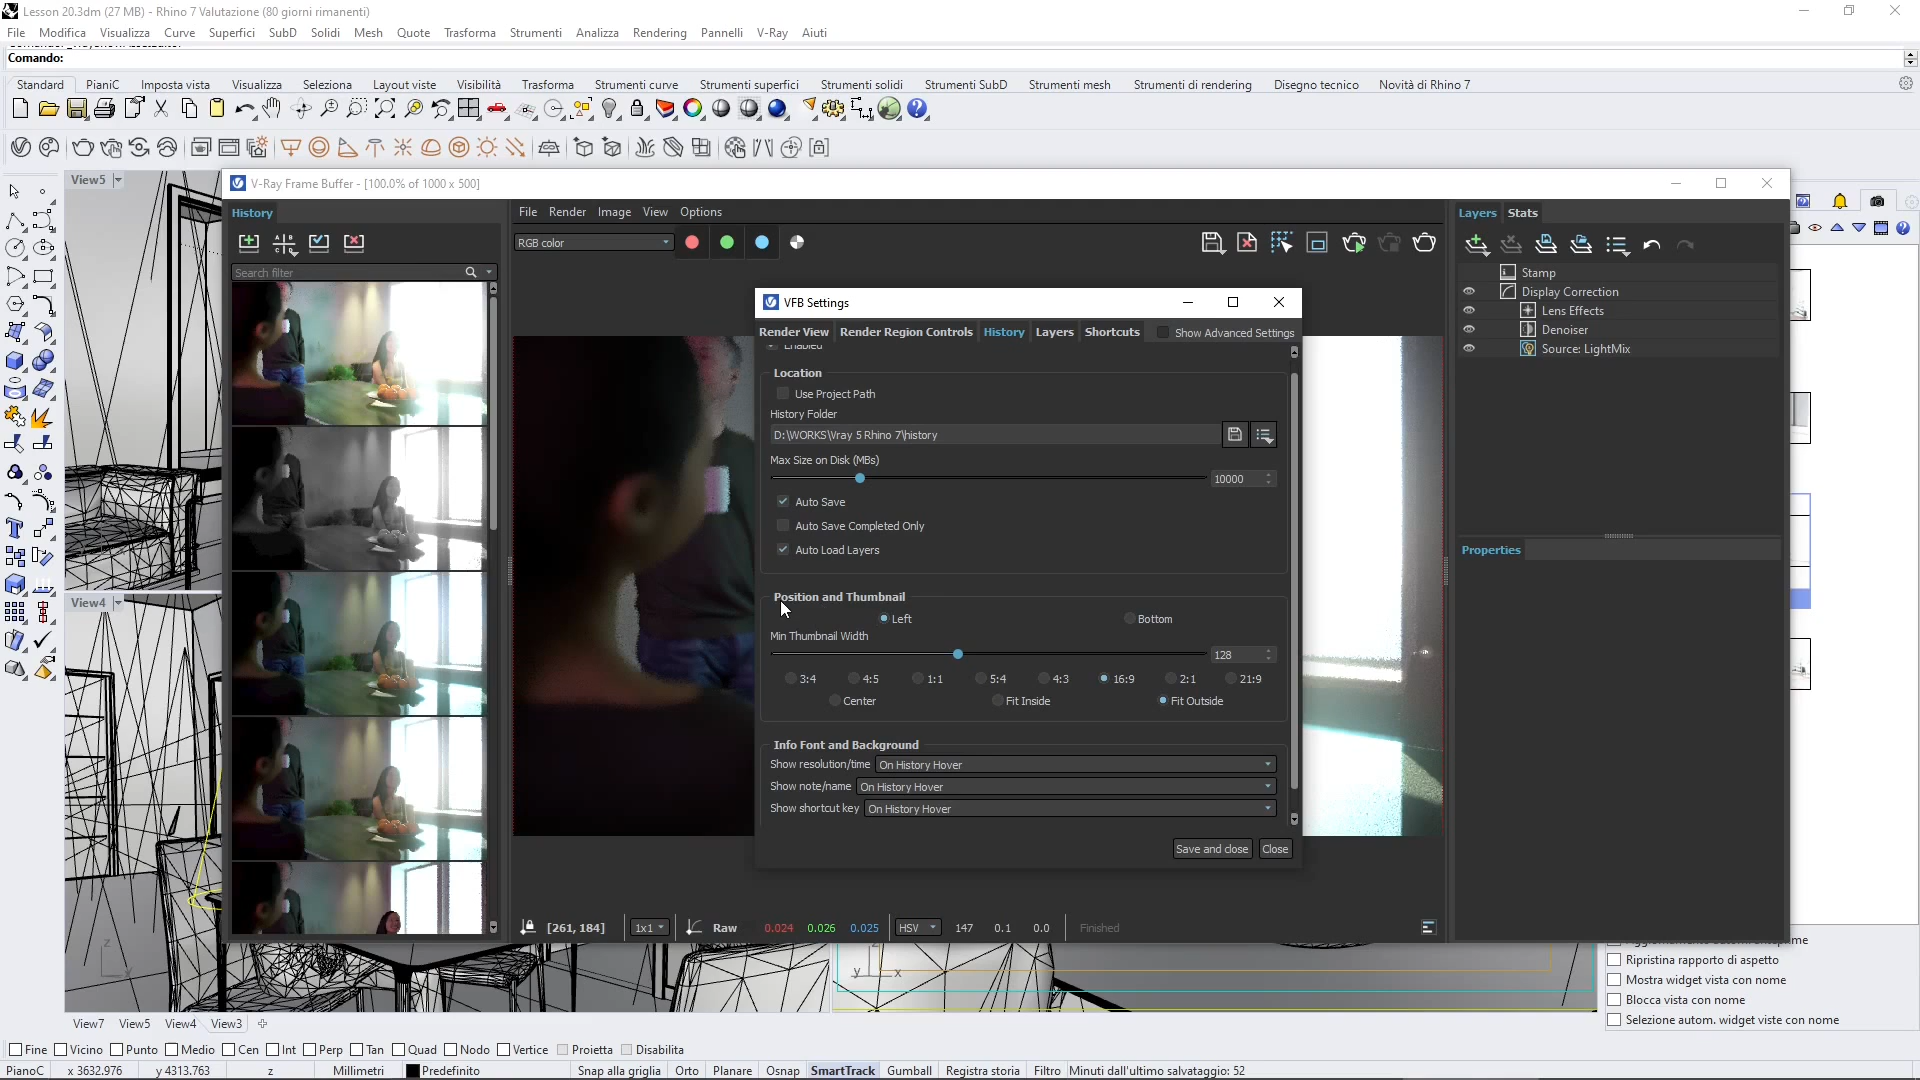 Lesson 20.3dm (27 MB) - Rhino 7 Valutazione (80 giorni rimanenti)
File Modifica Visualizza Curve Superfici SubD Solidi Mesh Quote Trasforma Strumenti Analizza Rendering Pannelli V-Ray Aiuti
Comando:
Standard PianiC Imposta vista Visualizza Seleziona Layout viste Visibilità Trasforma Strumenti curve Strumenti superfici Strumenti solidi Strumenti SubD Strumenti mesh Strumenti di rendering Disegno tecnico Novità di Rhino 7
View5
V-Ray Frame Buffer - [100.0% of 1000 x 500]
History
File Render Image View Options
Layers Stats
RGB color
Search filter
Stamp
Display Correction
Lens Effects
Denoiser
Source: LightMix
Properties
VFB Settings
Render View Render Region Controls History Layers Shortcuts Show Advanced Settings
Enabled
Location
Use Project Path
History Folder
D:\WORKS\Vray 5 Rhino 7\history
Max Size on Disk (MBs)
10000
Auto Save
Auto Save Completed Only
Auto Load Layers
Position and Thumbnail
Left Bottom
Min Thumbnail Width
128
3:4 4:5 1:1 5:4 4:3 16:9 2:1 21:9
Center Fit Inside Fit Outside
Info Font and Background
Show resolution/time On History Hover
Show note/name On History Hover
Show shortcut key On History Hover
Save and close Close
View4
[261, 184] 1x1 Raw 0.024 0.026 0.025 HSV 147 0.1 0.0 Finished
z
y x
Ripristina rapporto di aspetto
Mostra widget vista con nome
Blocca vista con nome
Selezione autom. widget viste con nome
View7 View5 View4 View3
Fine Vicino Punto Medio Cen Int Perp Tan Quad Nodo Vertice Proietta Disabilita
PianoC x 3632.976 y 4313.763 z Millimetri Predefinito Snap alla griglia Orto Planare Osnap SmartTrack Gumball Registra storia Filtro Minuti dall'ultimo salvataggio: 52